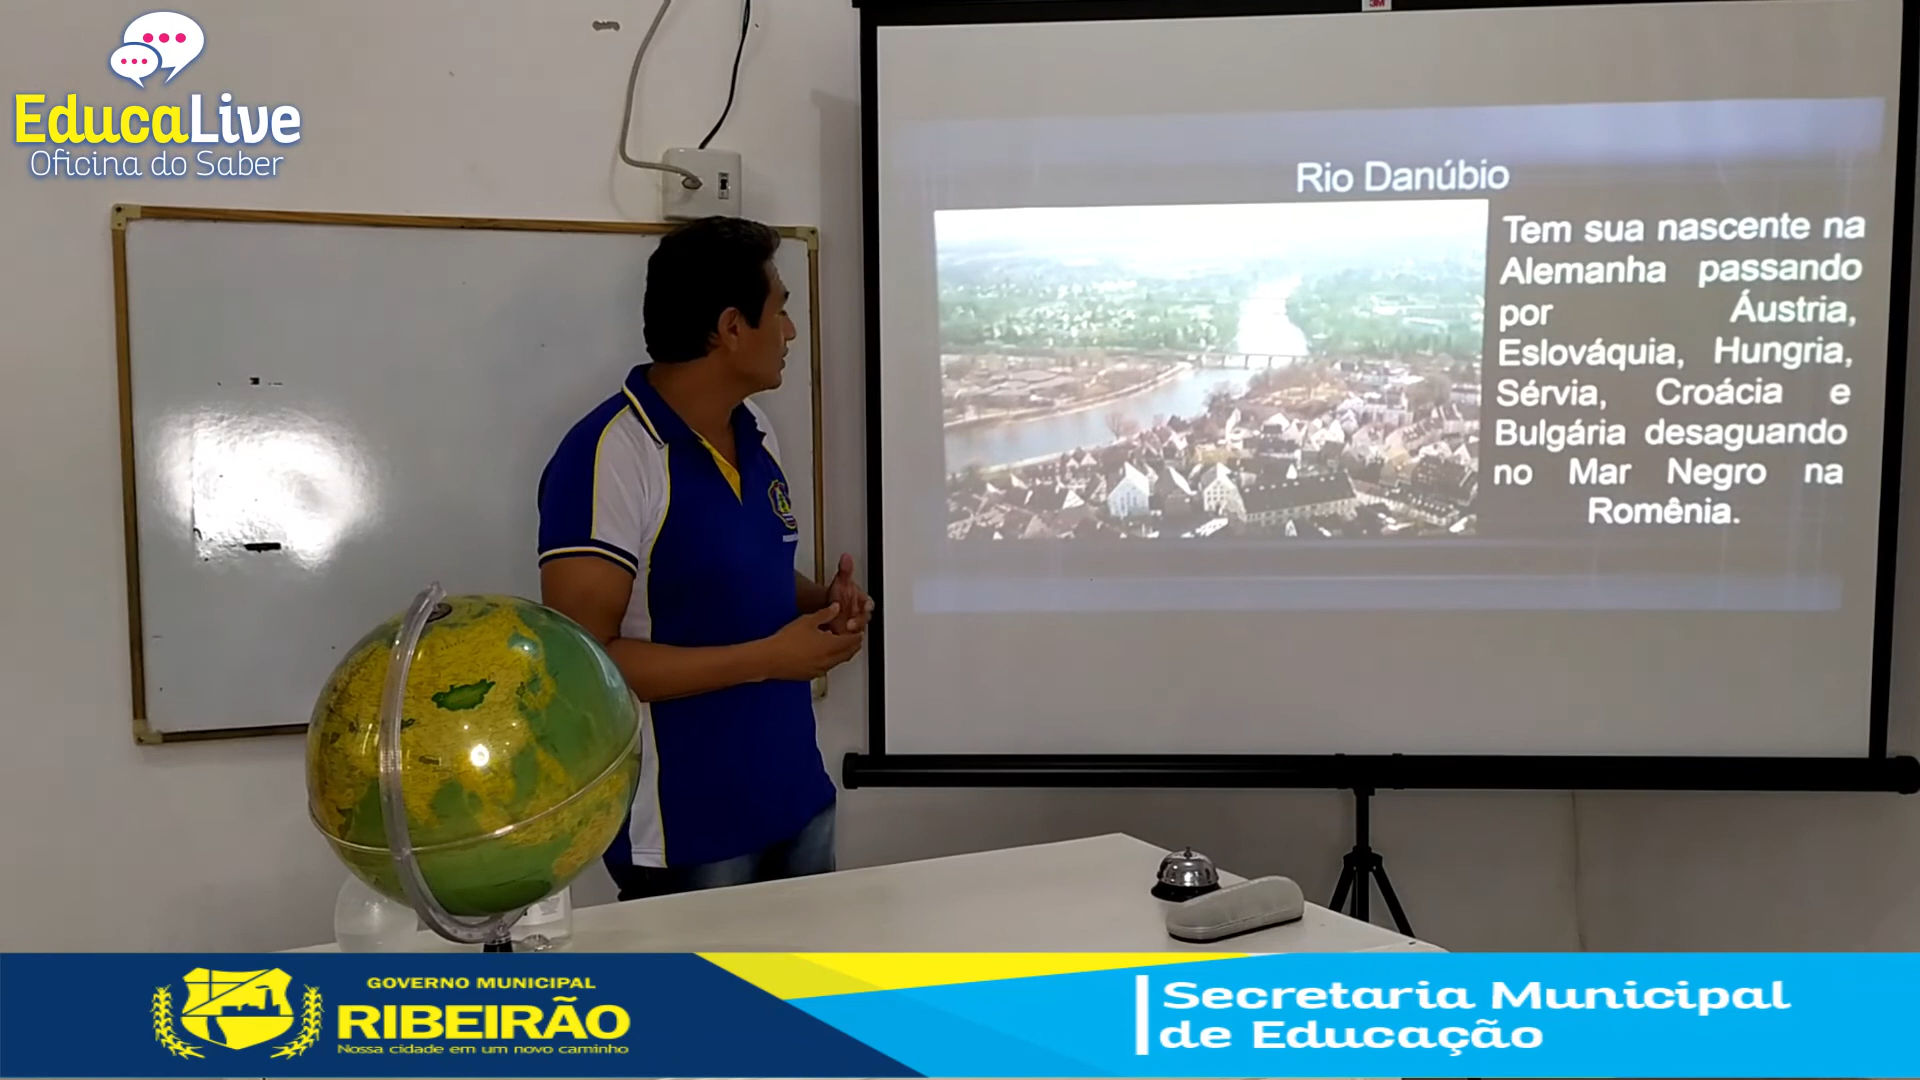 EducaLive
Oficina do Saber
3M
Rio Danúbio
Tem sua nascente na
Alemanha passando
por Áustria,
Eslováquia, Hungria,
Sérvia, Croácia e
Bulgária desaguando
no Mar Negro na
Romênia.
GOVERNO MUNICIPAL
RIBEIRÃO
Nossa cidade em um novo caminho
Secretaria Municipal
de Educação